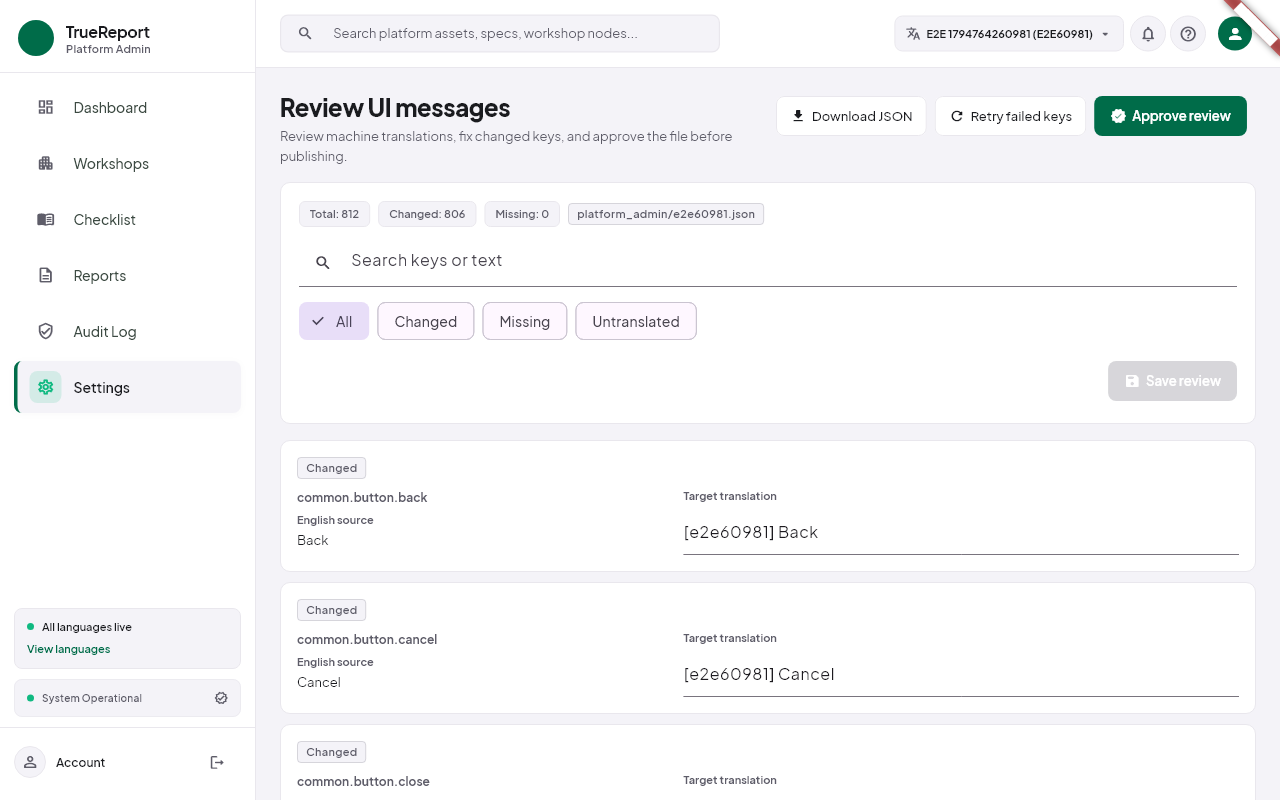 TrueReport
Platform Admin
Dashboard
Workshops
Checklist
Reports
Audit Log
Settings
All languages live
View languages
System Operational
Account
Search platform assets, specs, workshop nodes...
E2E 1794764260981 (E2E60981)
Review UI messages
Review machine translations, fix changed keys, and approve the file before
publishing.
Download JSON
Retry failed keys
Approve review
Total: 812
Changed: 806
Missing: 0
platform_admin/e2e60981.json
Search keys or text
All
Changed
Missing
Untranslated
Save review
Changed
common.button.back
English source
Back
Target translation
[e2e60981] Back
Changed
common.button.cancel
English source
Cancel
Target translation
[e2e60981] Cancel
Changed
common.button.close
Target translation